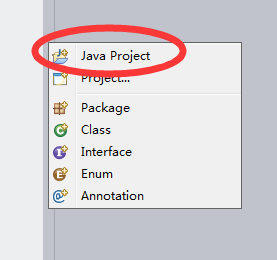 Java Project
Project...
Package
Class
Interface
Enum
Annotation